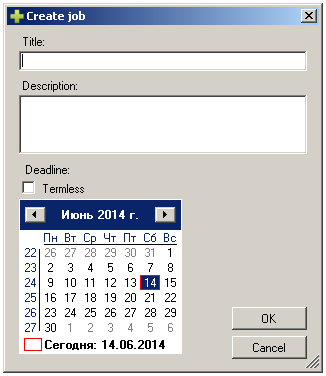 Create job
Title:
Description:
Deadline:
Termless
Июнь 2014 г.
Пн Вт Ср Чт Пт Сб Вс
22 26 27 28 29 30 31 1
23 2 3 4 5 6 7 8
24 9 10 11 12 13 14 15
25 16 17 18 19 20 21 22
26 23 24 25 26 27 28 29
27 30 1 2 3 4 5 6
Сегодня: 14.06.2014
OK
Cancel